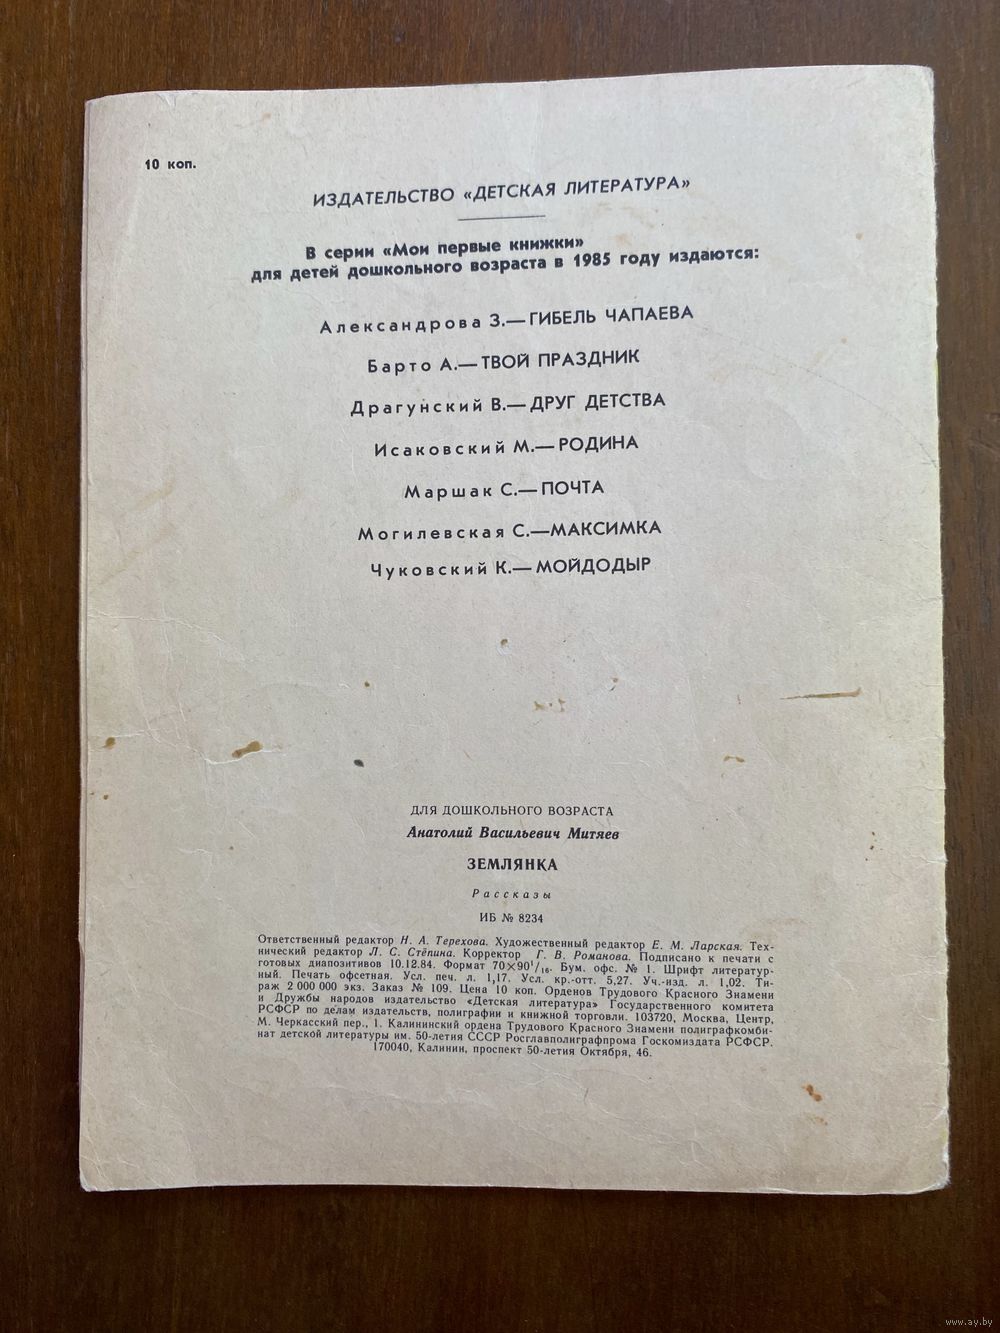 10 коп.
ИЗДАТЕЛЬСТВО «ДЕТСКАЯ ЛИТЕРАТУРА»
В серии «Мои первые книжки»
для детей дошкольного возраста в 1985 году издаются:
Александрова З.—ГИБЕЛЬ ЧАПАЕВА
Барто А.—ТВОЙ ПРАЗДНИК
Драгунский В.—ДРУГ ДЕТСТВА
Исаковский М.—РОДИНА
Маршак С.—ПОЧТА
Могилевская С.—МАКСИМКА
Чуковский К.—МОЙДОДЫР
ДЛЯ ДОШКОЛЬНОГО ВОЗРАСТА
Анатолий Васильевич Митяев
ЗЕМЛЯНКА
Рассказы
ИБ № 8234
Ответственный редактор Н. А. Терехова. Художественный редактор Е. М. Ларская. Тех-
нический редактор Л. С. Стёпина. Корректор Г. В. Романова. Подписано к печати с
готовых диапозитивов 10.12.84. Формат 70×90¹/₁₆. Бум. офс. № 1. Шрифт литератур-
ный. Печать офсетная. Усл. печ. л. 1,17. Усл. кр.-отт. 5,27. Уч.-изд. л. 1,02. Ти-
раж 2 000 000 экз. Заказ № 109. Цена 10 коп. Орденов Трудового Красного Знамени
и Дружбы народов издательство «Детская литература» Государственного комитета
РСФСР по делам издательств, полиграфии и книжной торговли. 103720, Москва, Центр,
М. Черкасский пер., 1. Калининский ордена Трудового Красного Знамени полиграфкомби-
нат детской литературы им. 50-летия СССР Росглавполиграфпрома Госкомиздата РСФСР.
170040, Калинин, проспект 50-летия Октября, 46.
www.ay.by